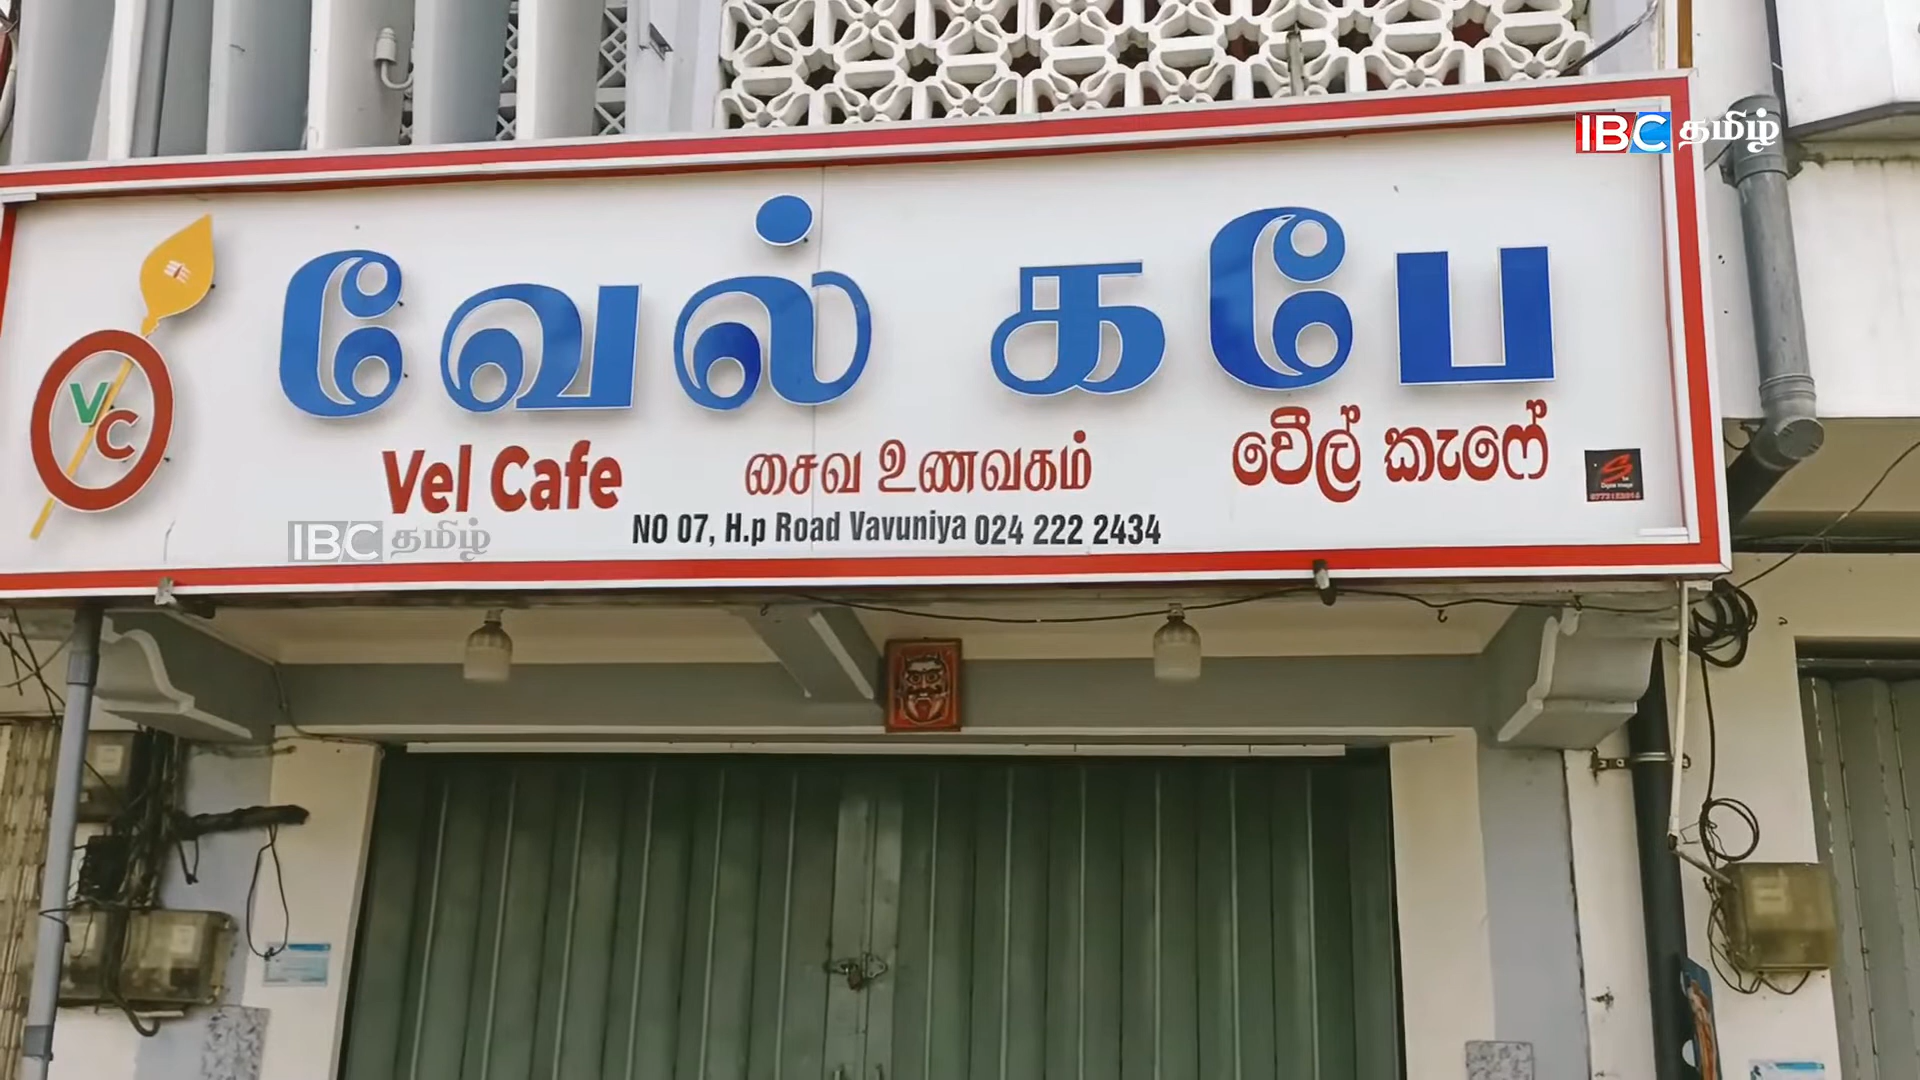 IBC தமிழ்
வேல் கபே
VC
Vel Cafe சைவ உணவகம் වේල් කැෆේ
NO 07, H.p Road Vavuniya 024 222 2434
IBC தமிழ்